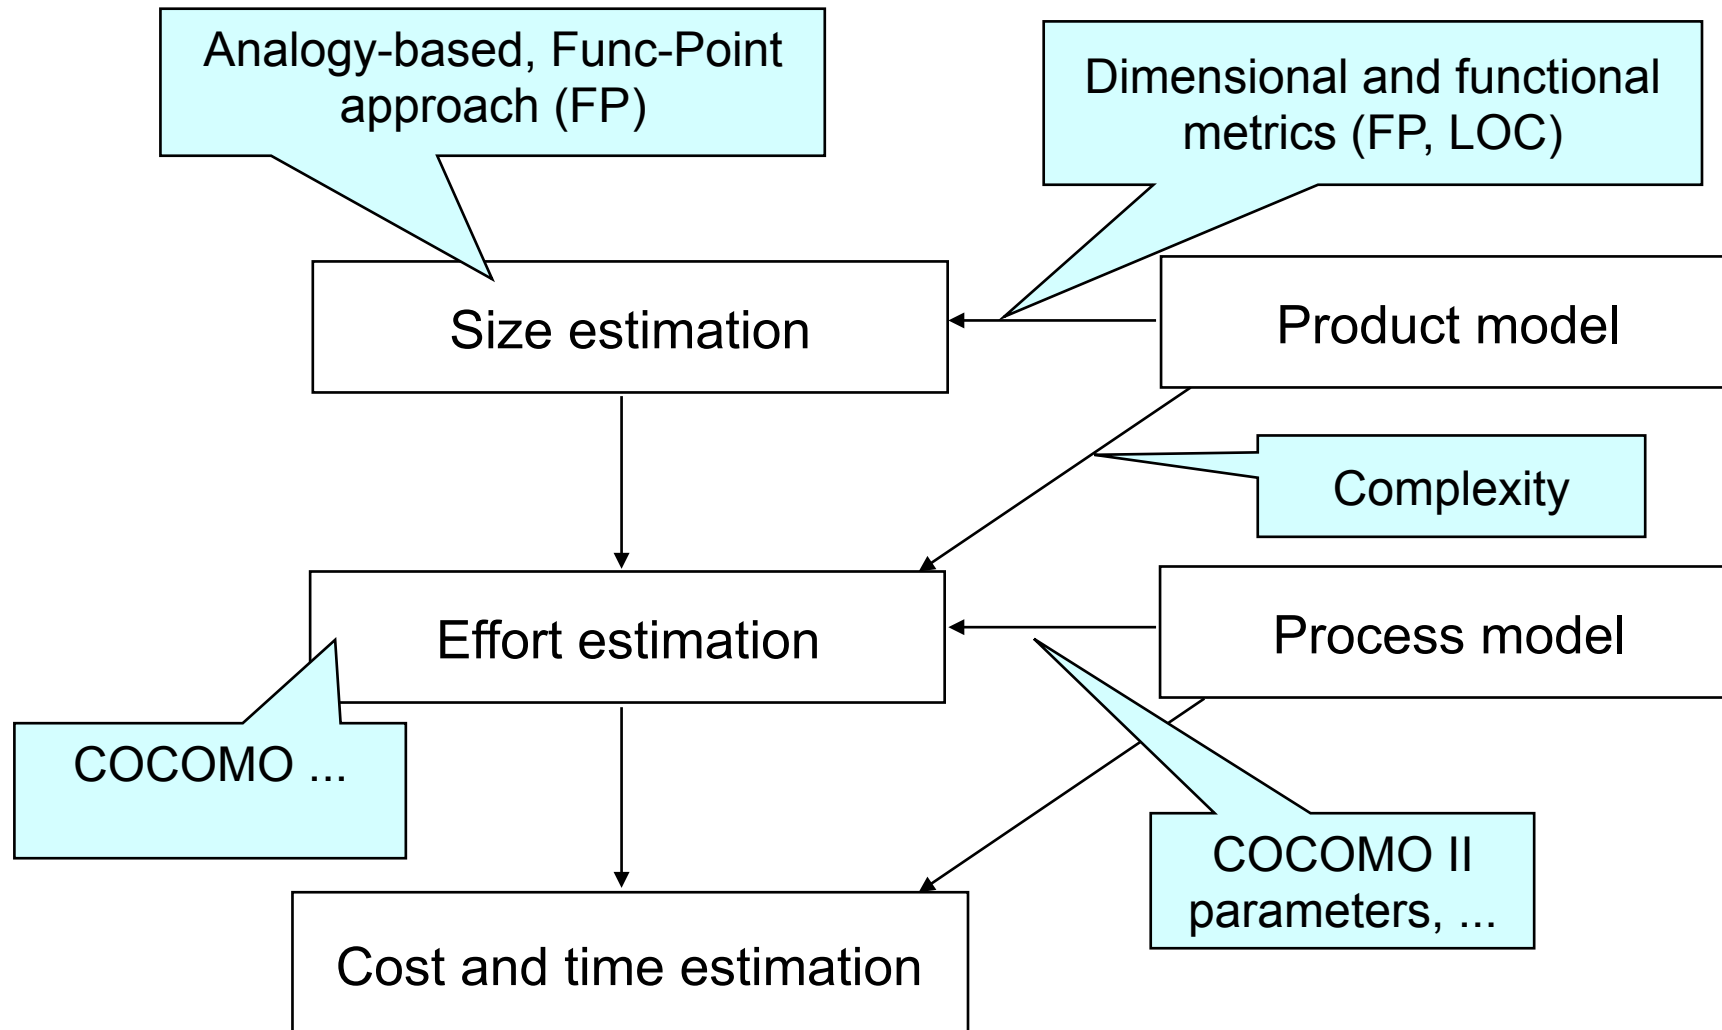 Analogy-based, Func-Point
approach (FP)
Dimensional and functional
metrics (FP, LOC)
Size estimation
Product model
Complexity
Effort estimation
Process model
COCOMO ...
COCOMO II
parameters, ...
Cost and time estimation